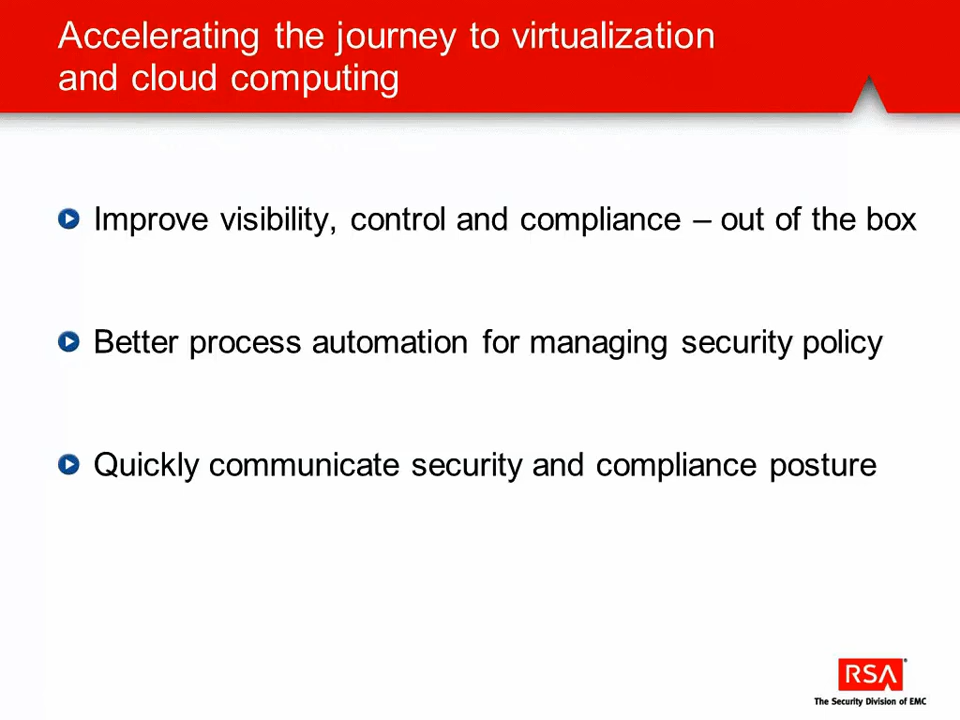 Accelerating the journey to virtualization
and cloud computing
Improve visibility, control and compliance – out of the box
Better process automation for managing security policy
Quickly communicate security and compliance posture
RSA
The Security Division of EMC